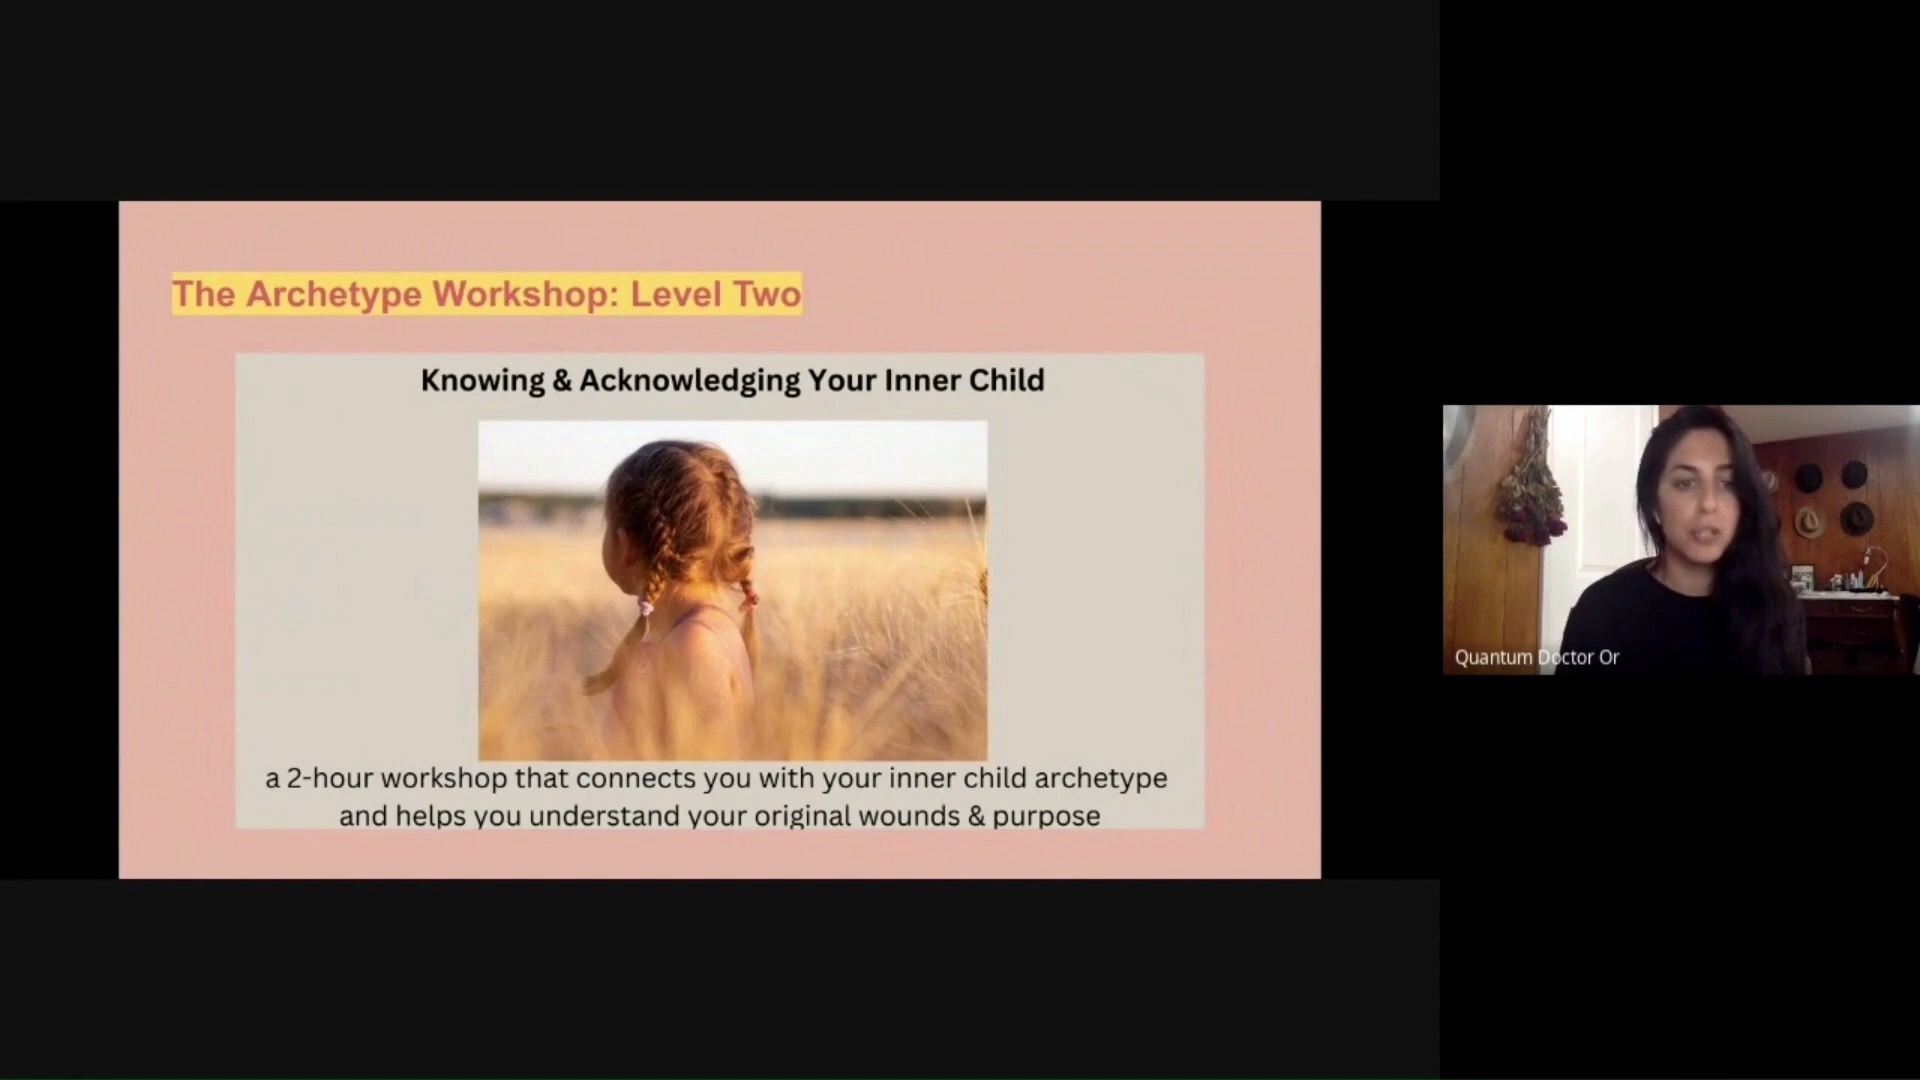 The Archetype Workshop: Level Two
Knowing & Acknowledging Your Inner Child
a 2-hour workshop that connects you with your inner child archetype
and helps you understand your original wounds & purpose
Quantum Doctor Or